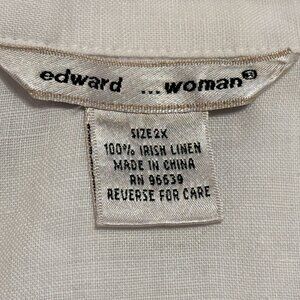 edward ...woman®
SIZE 2X
100% IRISH LINEN
MADE IN CHINA
RN 96639
REVERSE FOR CARE